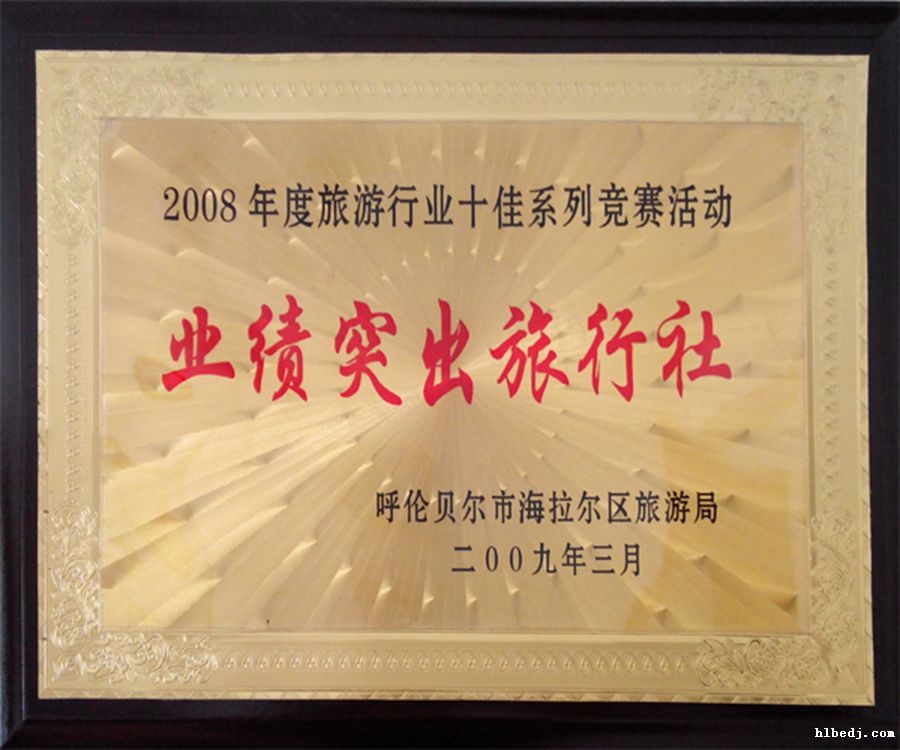 2008年度旅游行业十佳系列竞赛活动
业绩突出旅行社
呼伦贝尔市海拉尔区旅游局
二00九年三月
hlbedj.com